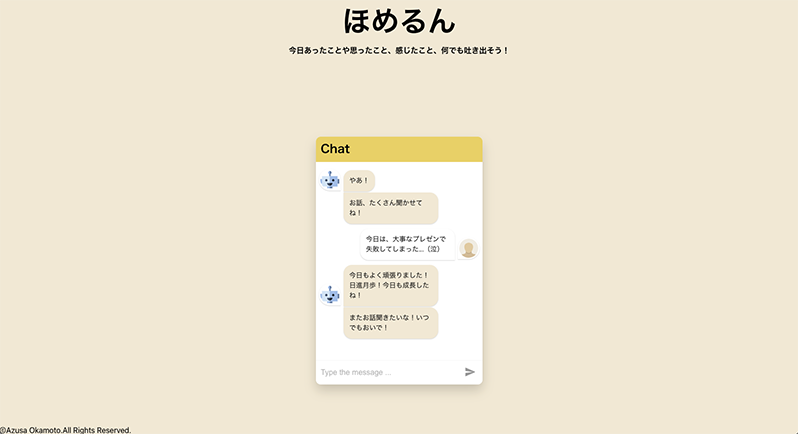 ほめるん
今日あったことや思ったこと、感じたこと、何でも吐き出そう！
Chat
やあ！
お話、たくさん聞かせて
ね！
今日は、大事なプレゼンで
失敗してしまった...（泣）
今日もよく頑張りました！
日進月歩！今日も成長した
ね！
またお話聞きたいな！いつ
でもおいで！
Type the message ...
@Azusa Okamoto.All Rights Reserved.